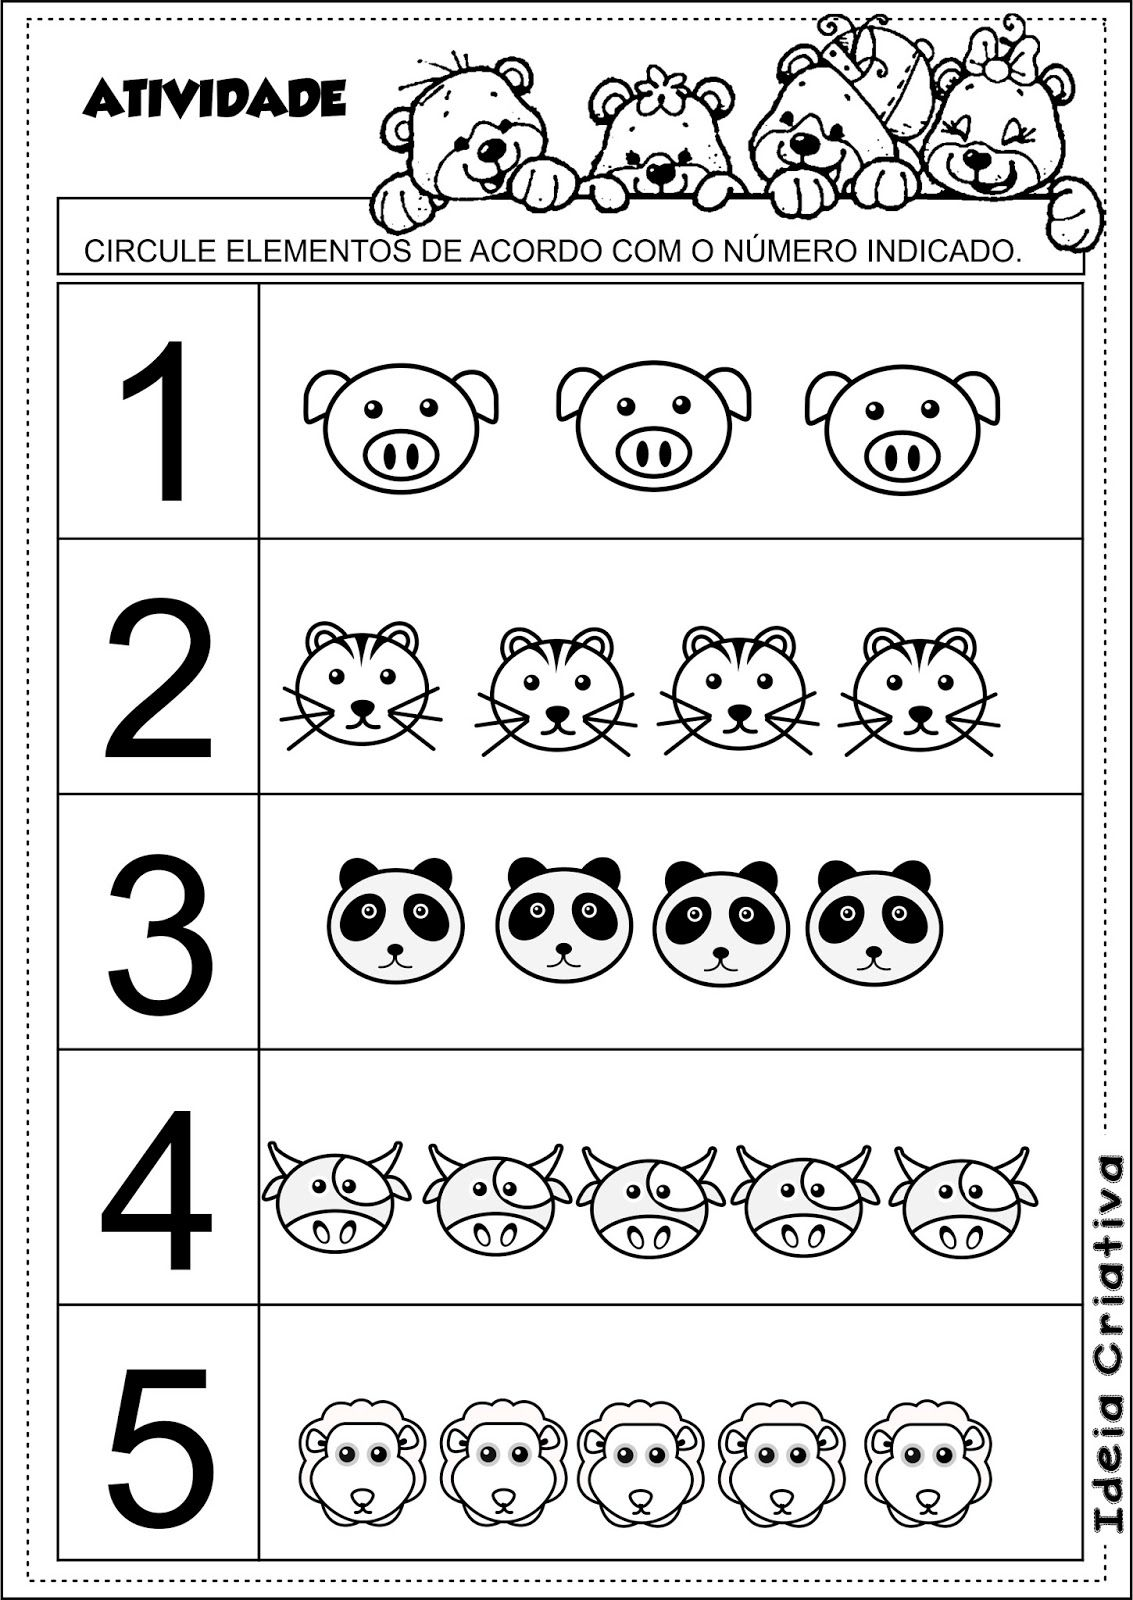 ATIVIDADE
CIRCULE ELEMENTOS DE ACORDO COM O NÚMERO INDICADO.
1
2
3
4
5
Ideia Criativa